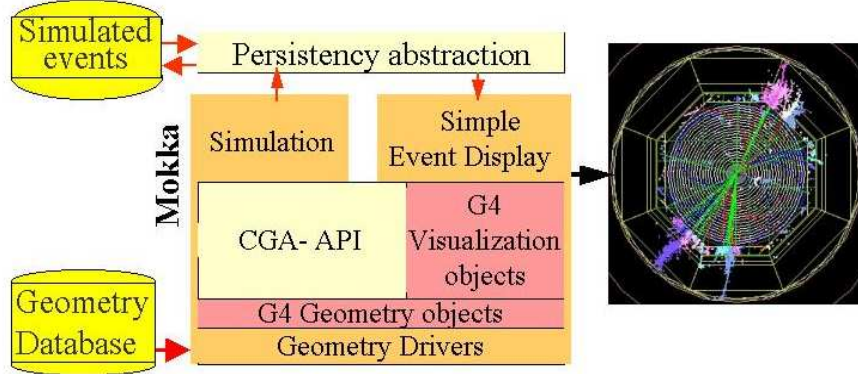 Simulated
events
Persistency abstraction
Mokka
Simulation
Simple
Event Display
CGA- API
G4
Visualization
objects
G4 Geometry objects
Geometry Drivers
Geometry
Database